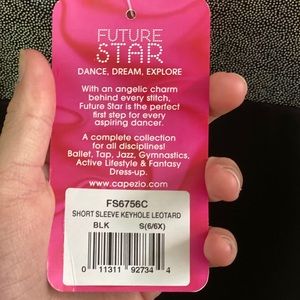 FUTURE
STAR
DANCE, DREAM, EXPLORE
With an angelic charm
behind every stitch,
Future Star is the perfect
first step for every
aspiring dancer.
A complete collection
for all disciplines!
Ballet, Tap, Jazz, Gymnastics,
Active Lifestyle & Fantasy
Dress-up.
www.capezio.com
FS6756C
SHORT SLEEVE KEYHOLE LEOTARD
BLK S(6/6X)
0 11311 92734 4